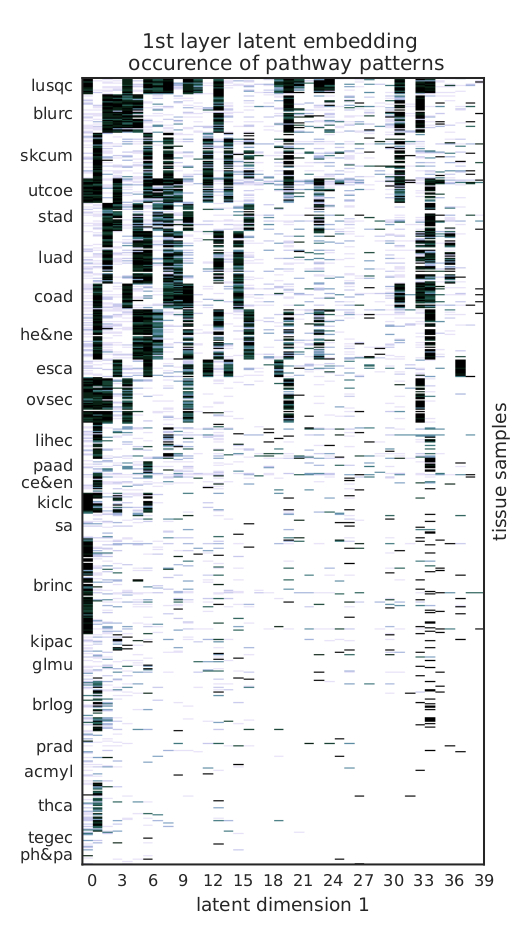 1st layer latent embedding
occurence of pathway patterns
lusqc
blurc
skcum
utcoe
stad
luad
coad
he&ne
esca
ovsec
lihec
paad
ce&en
kiclc
sa
brinc
kipac
glmu
brlog
prad
acmyl
thca
tegec
ph&pa
tissue samples
0 3 6 9 12 15 18 21 24 27 30 33 36 39
latent dimension 1